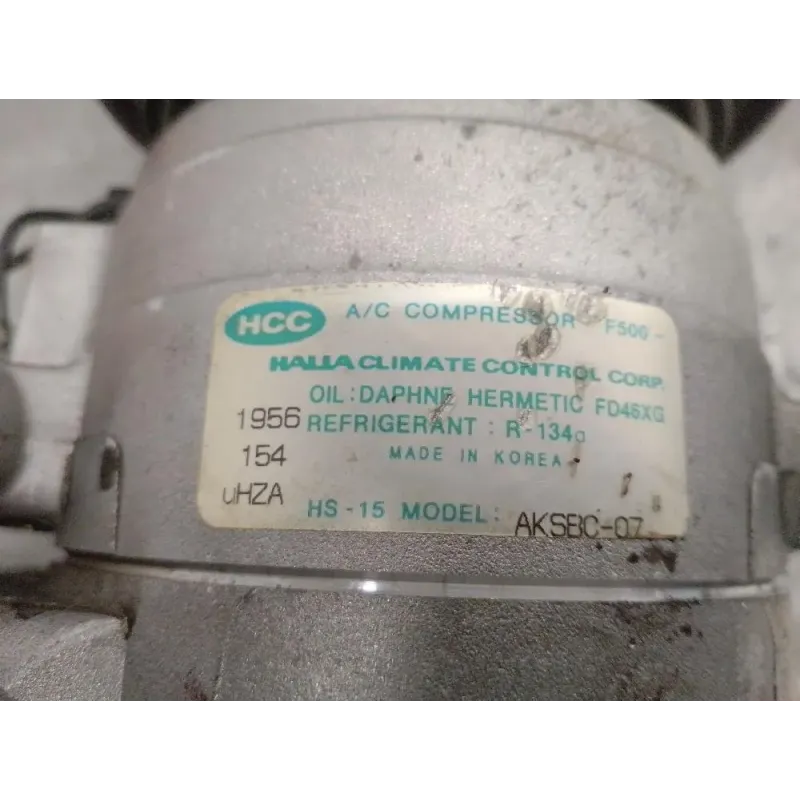 HCC A/C COMPRESSOR F500-
HALLA CLIMATE CONTROL CORP.
OIL : DAPHNE HERMETIC FD46XG
1956 REFRIGERANT : R-134a
154 MADE IN KOREA
uHZA HS-15 MODEL: AKSBC-07